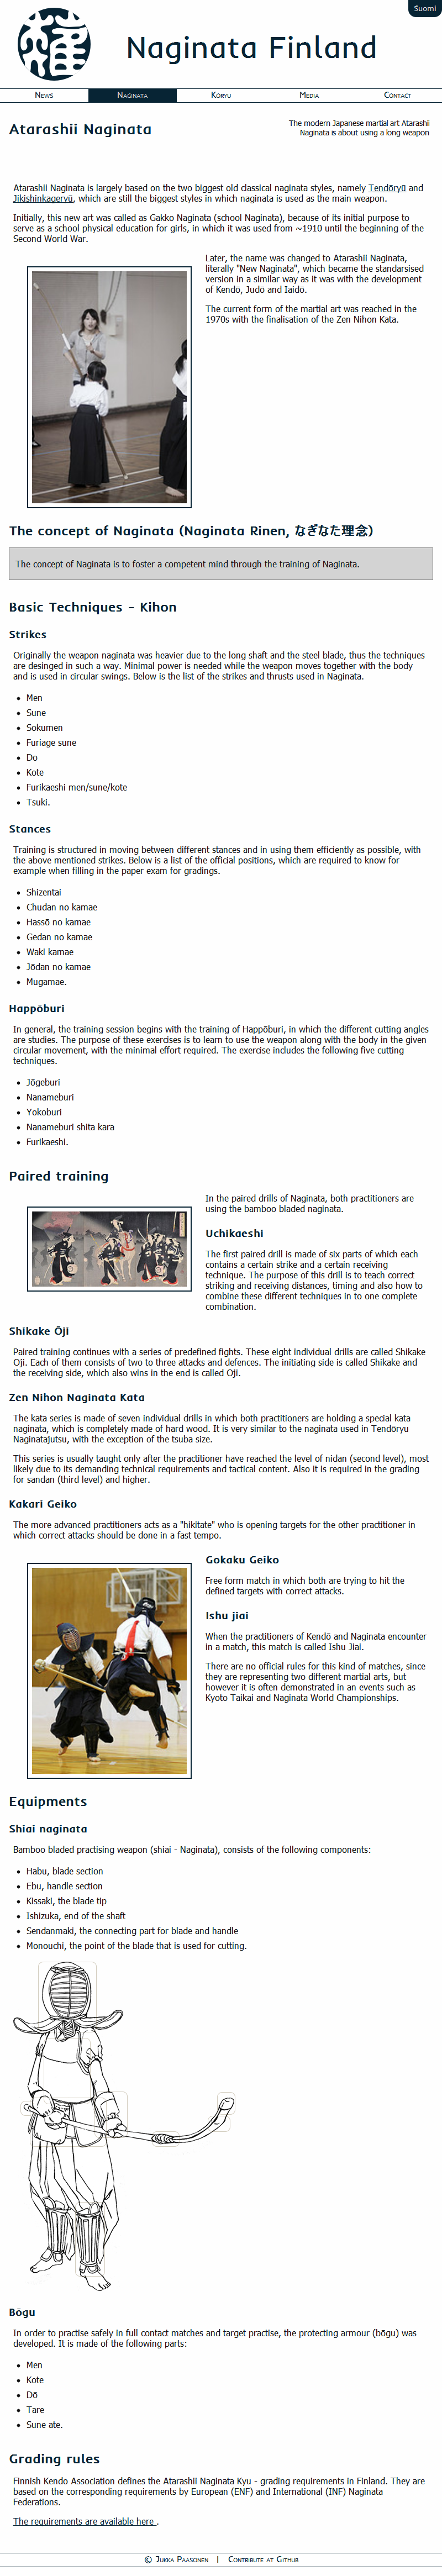 Suomi
Naginata Finland
News
Naginata
Koryu
Media
Contact
Atarashii Naginata
The modern Japanese martial art Atarashii
Naginata is about using a long weapon
Atarashii Naginata is largely based on the two biggest old classical naginata styles, namely Tendōryū and
Jikishinkageryū, which are still the biggest styles in which naginata is used as the main weapon.
Initially, this new art was called as Gakko Naginata (school Naginata), because of its initial purpose to
serve as a school physical education for girls, in which it was used from ~1910 until the beginning of the
Second World War.
Later, the name was changed to Atarashii Naginata,
literally "New Naginata", which became the standarsised
version in a similar way as it was with the development
of Kendō, Judō and Iaidō.
The current form of the martial art was reached in the
1970s with the finalisation of the Zen Nihon Kata.
The concept of Naginata (Naginata Rinen, なぎなた理念)
The concept of Naginata is to foster a competent mind through the training of Naginata.
Basic Techniques - Kihon
Strikes
Originally the weapon naginata was heavier due to the long shaft and the steel blade, thus the techniques
are desinged in such a way. Minimal power is needed while the weapon moves together with the body
and is used in circular swings. Below is the list of the strikes and thrusts used in Naginata.
Men
Sune
Sokumen
Furiage sune
Do
Kote
Furikaeshi men/sune/kote
Tsuki.
Stances
Training is structured in moving between different stances and in using them efficiently as possible, with
the above mentioned strikes. Below is a list of the official positions, which are required to know for
example when filling in the paper exam for gradings.
Shizentai
Chudan no kamae
Hassō no kamae
Gedan no kamae
Waki kamae
Jōdan no kamae
Mugamae.
Happōburi
In general, the training session begins with the training of Happōburi, in which the different cutting angles
are studies. The purpose of these exercises is to learn to use the weapon along with the body in the given
circular movement, with the minimal effort required. The exercise includes the following five cutting
techniques.
Jōgeburi
Nanameburi
Yokoburi
Nanameburi shita kara
Furikaeshi.
Paired training
In the paired drills of Naginata, both practitioners are
using the bamboo bladed naginata.
Uchikaeshi
The first paired drill is made of six parts of which each
contains a certain strike and a certain receiving
technique. The purpose of this drill is to teach correct
striking and receiving distances, timing and also how to
combine these different techniques in to one complete
combination.
Shikake Ōji
Paired training continues with a series of predefined fights. These eight individual drills are called Shikake
Oji. Each of them consists of two to three attacks and defences. The initiating side is called Shikake and
the receiving side, which also wins in the end is called Oji.
Zen Nihon Naginata Kata
The kata series is made of seven individual drills in which both practitioners are holding a special kata
naginata, which is completely made of hard wood. It is very similar to the naginata used in Tendōryu
Naginatajutsu, with the exception of the tsuba size.
This series is usually taught only after the practitioner have reached the level of nidan (second level), most
likely due to its demanding technical requirements and tactical content. Also it is required in the grading
for sandan (third level) and higher.
Kakari Geiko
The more advanced practitioners acts as a "hikitate" who is opening targets for the other practitioner in
which correct attacks should be done in a fast tempo.
Gokaku Geiko
Free form match in which both are trying to hit the
defined targets with correct attacks.
Ishu jiai
When the practitioners of Kendō and Naginata encounter
in a match, this match is called Ishu Jiai.
There are no official rules for this kind of matches, since
they are representing two different martial arts, but
however it is often demonstrated in an events such as
Kyoto Taikai and Naginata World Championships.
Equipments
Shiai naginata
Bamboo bladed practising weapon (shiai - Naginata), consists of the following components:
Habu, blade section
Ebu, handle section
Kissaki, the blade tip
Ishizuka, end of the shaft
Sendanmaki, the connecting part for blade and handle
Monouchi, the point of the blade that is used for cutting.
Bōgu
In order to practise safely in full contact matches and target practise, the protecting armour (bōgu) was
developed. It is made of the following parts:
Men
Kote
Dō
Tare
Sune ate.
Grading rules
Finnish Kendo Association defines the Atarashii Naginata Kyu - grading requirements in Finland. They are
based on the corresponding requirements by European (ENF) and International (INF) Naginata
Federations.
The requirements are available here .
© Jukka Paasonen | Contribute at Github